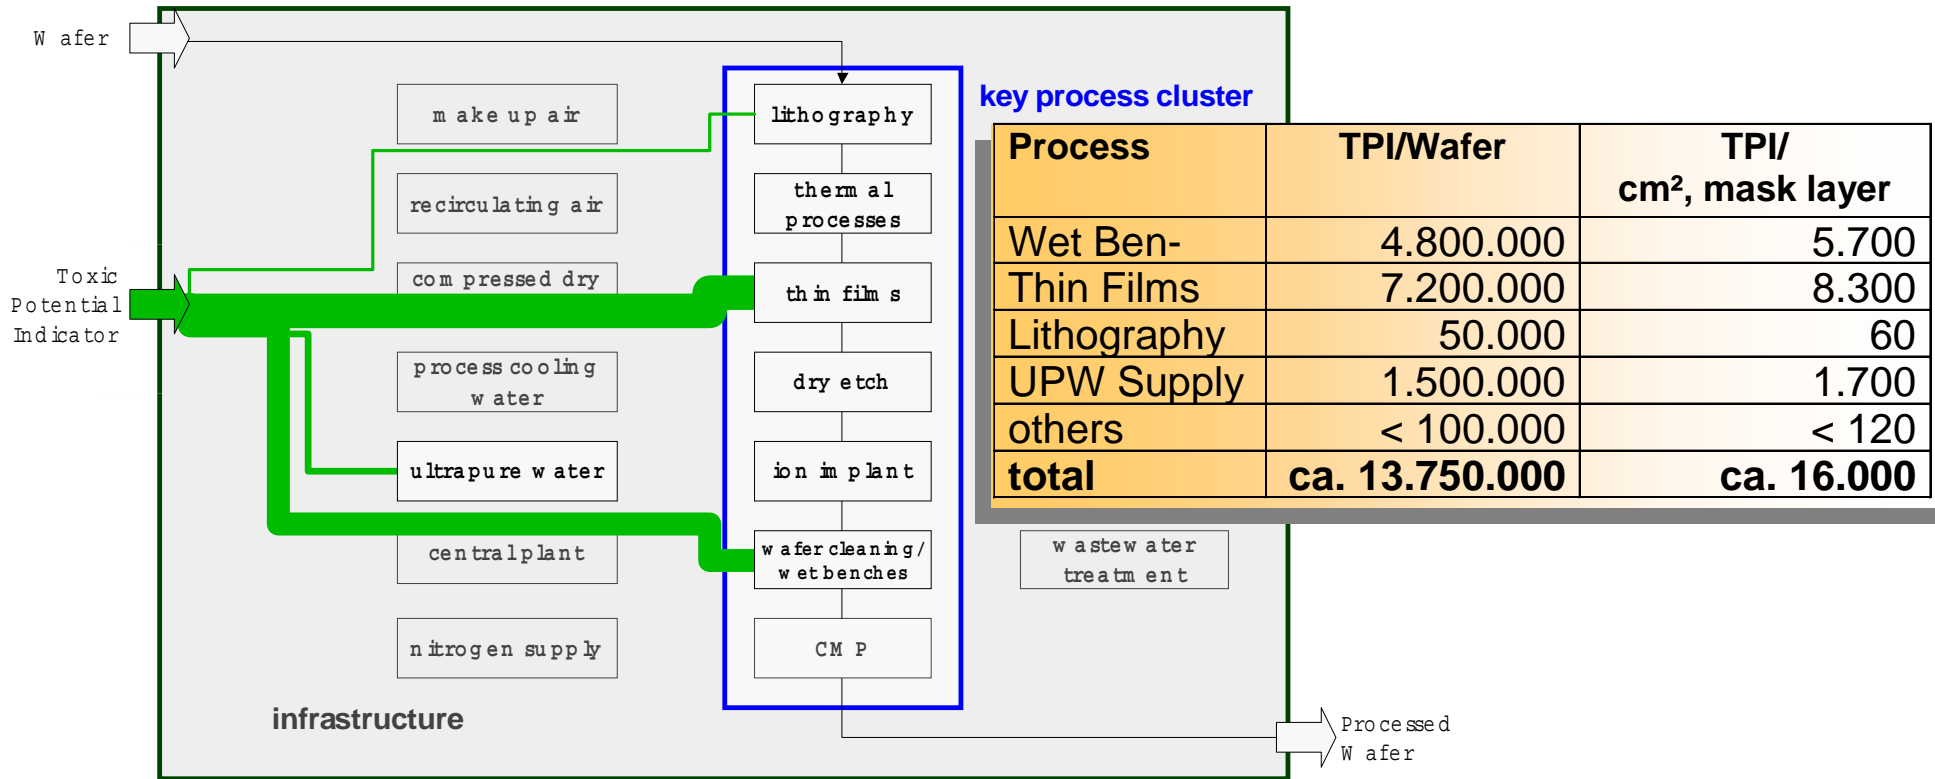 Wafer
make up air
lithography
key process cluster
Process TPI/Wafer TPI/
cm², mask layer
recirculating air
thermal
processes
Wet Ben- 4.800.000 5.700
Toxic
Potential
Indicator
compressed dry
thin films
Thin Films 7.200.000 8.300
Lithography 50.000 60
process cooling
water
dry etch
UPW Supply 1.500.000 1.700
others < 100.000 < 120
ultrapure water
ion implant
total ca. 13.750.000 ca. 16.000
central plant
wafer cleaning/
wet benches
wastewater
treatment
nitrogen supply
CMP
infrastructure
Processed
Wafer